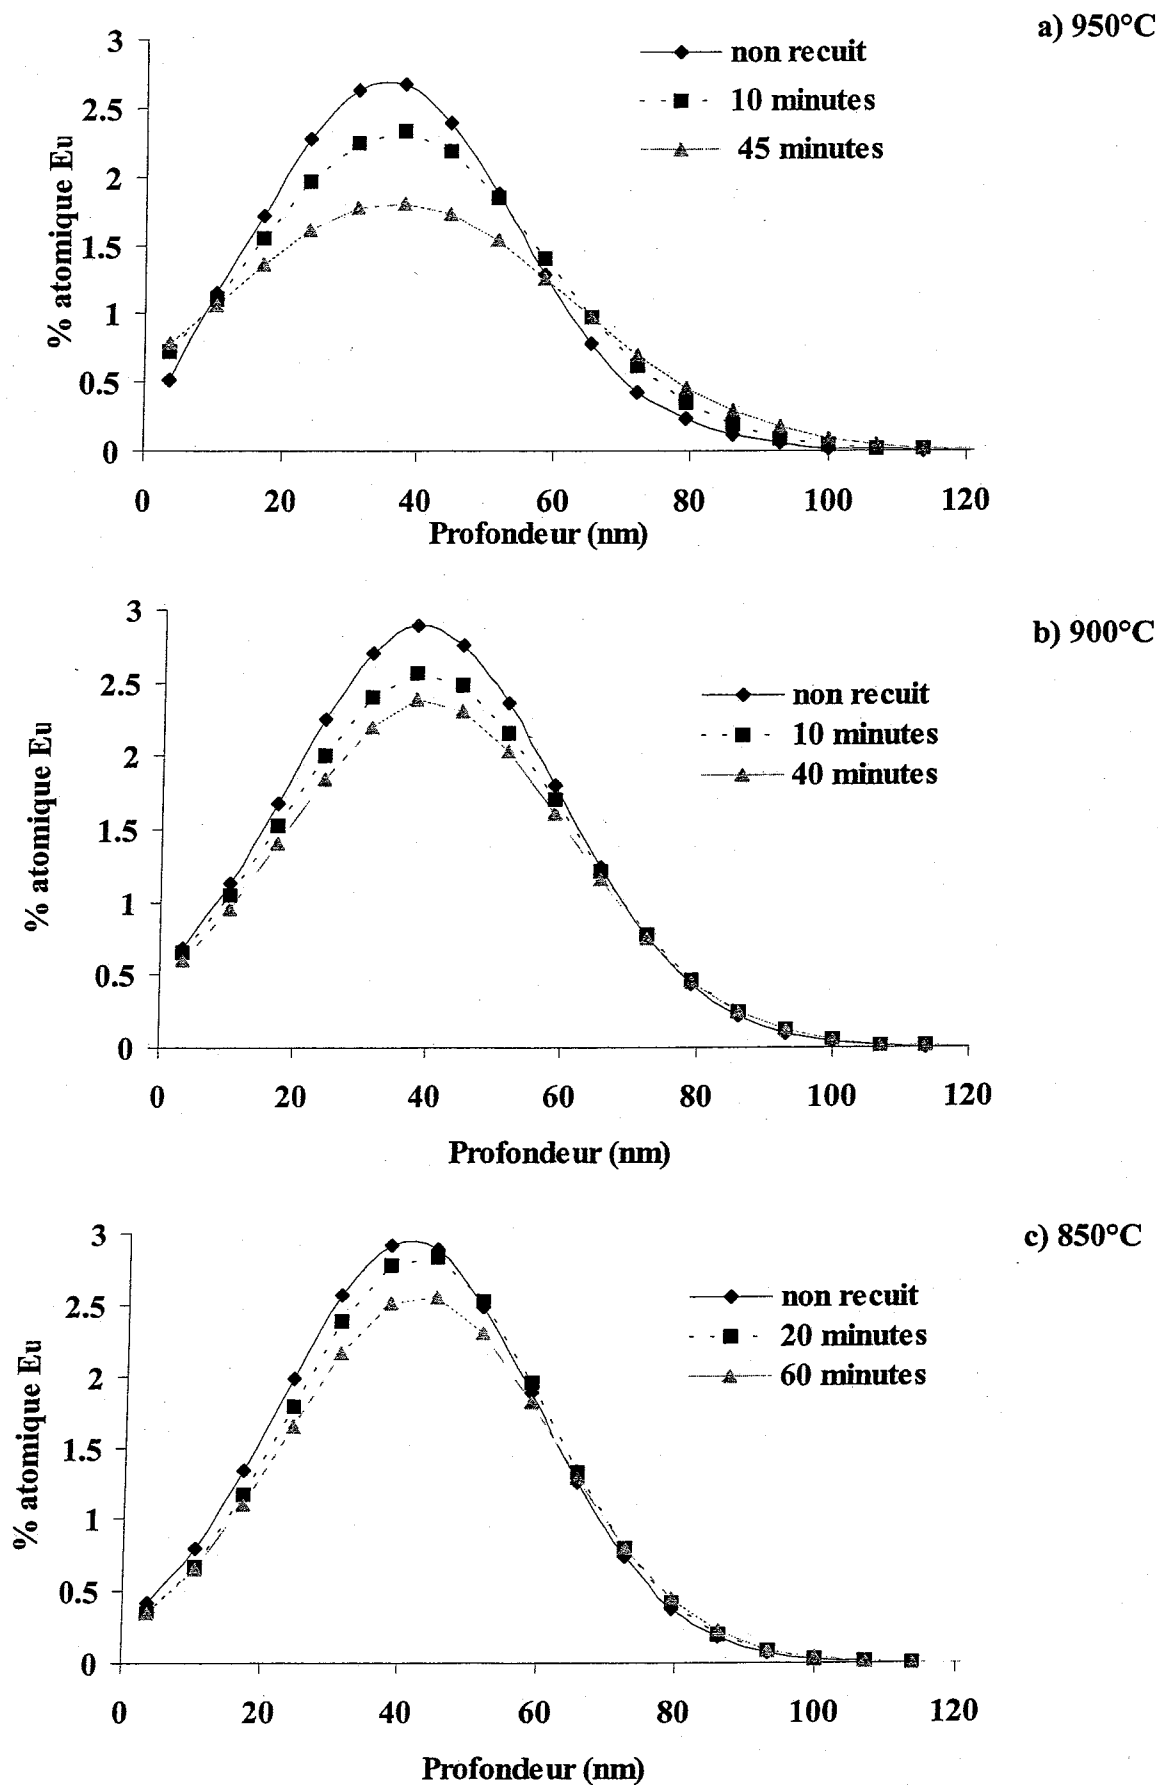 a) 950°C
non recuit
10 minutes
45 minutes
% atomique Eu
3
2.5
2
1.5
1
0.5
0
0 20 40 60 80 100 120
Profondeur (nm)
b) 900°C
non recuit
10 minutes
40 minutes
% atomique Eu
3
2.5
2
1.5
1
0.5
0
0 20 40 60 80 100 120
Profondeur (nm)
c) 850°C
non recuit
20 minutes
60 minutes
% atomique Eu
3
2.5
2
1.5
1
0.5
0
0 20 40 60 80 100 120
Profondeur (nm)